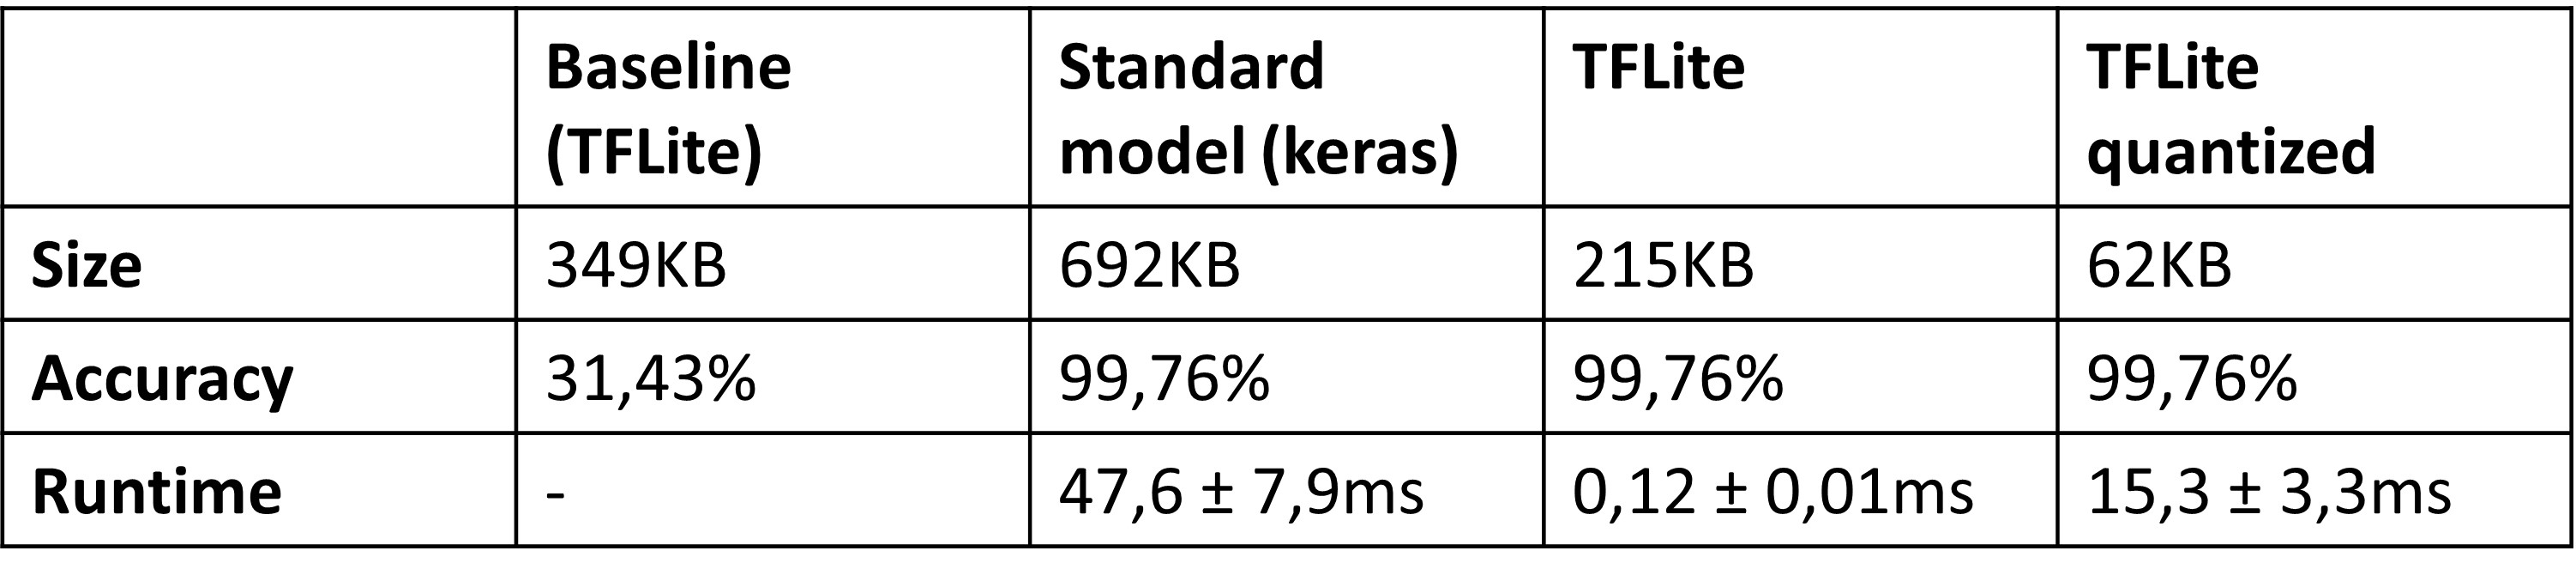 Baseline (TFLite) Standard model (keras) TFLite TFLite quantized
Size 349KB 692KB 215KB 62KB
Accuracy 31,43% 99,76% 99,76% 99,76%
Runtime - 47,6 ± 7,9ms 0,12 ± 0,01ms 15,3 ± 3,3ms